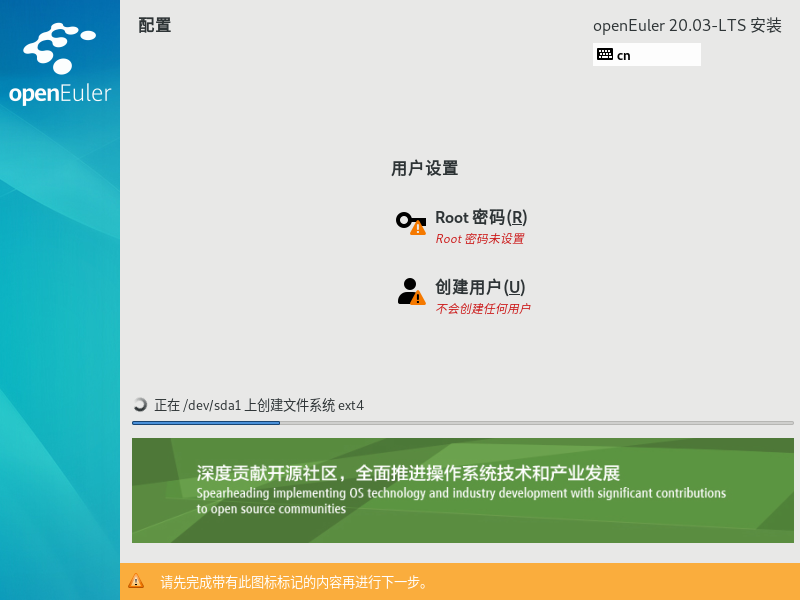 openEuler
配置
openEuler 20.03-LTS 安装
cn
用户设置
Root 密码(R)
Root 密码未设置
创建用户(U)
不会创建任何用户
正在 /dev/sda1 上创建文件系统 ext4
深度贡献开源社区，全面推进操作系统技术和产业发展
Spearheading implementing OS technology and industry development with significant contributions
to open source communities
请先完成带有此图标标记的内容再进行下一步。